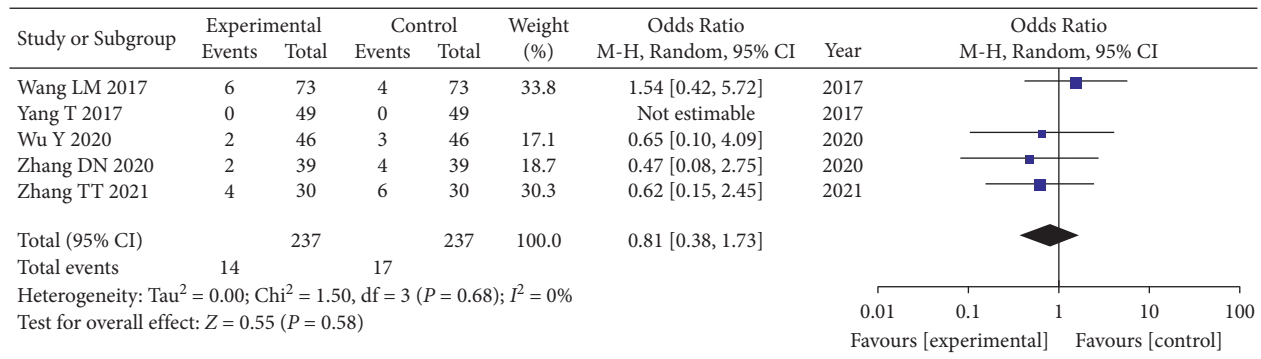 Study or Subgroup Experimental Control Weight Odds Ratio Year Odds Ratio
Events Total Events Total (%) M-H, Random, 95% CI M-H, Random, 95% CI
Wang LM 2017 6 73 4 73 33.8 1.54 [0.42, 5.72] 2017
Yang T 2017 0 49 0 49 Not estimable 2017
Wu Y 2020 2 46 3 46 17.1 0.65 [0.10, 4.09] 2020
Zhang DN 2020 2 39 4 39 18.7 0.47 [0.08, 2.75] 2020
Zhang TT 2021 4 30 6 30 30.3 0.62 [0.15, 2.45] 2021
Total (95% CI) 237 237 100.0 0.81 [0.38, 1.73]
Total events 14 17
Heterogeneity: Tau² = 0.00; Chi² = 1.50, df = 3 (P = 0.68); I² = 0%
Test for overall effect: Z = 0.55 (P = 0.58)
0.01 0.1 1 10 100
Favours [experimental] Favours [control]